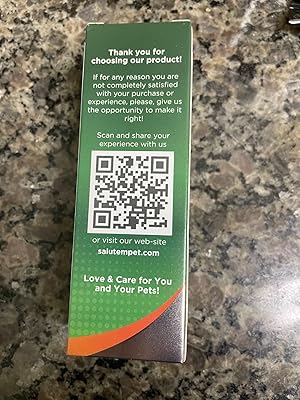 Thank you for
choosing our product!
If for any reason you are
not completely satisfied
with your purchase or
experience, please, give us
the opportunity to make it
right!
Scan and share your
experience with us
or visit our web-site
salutempet.com
Love & Care for You
and Your Pets!